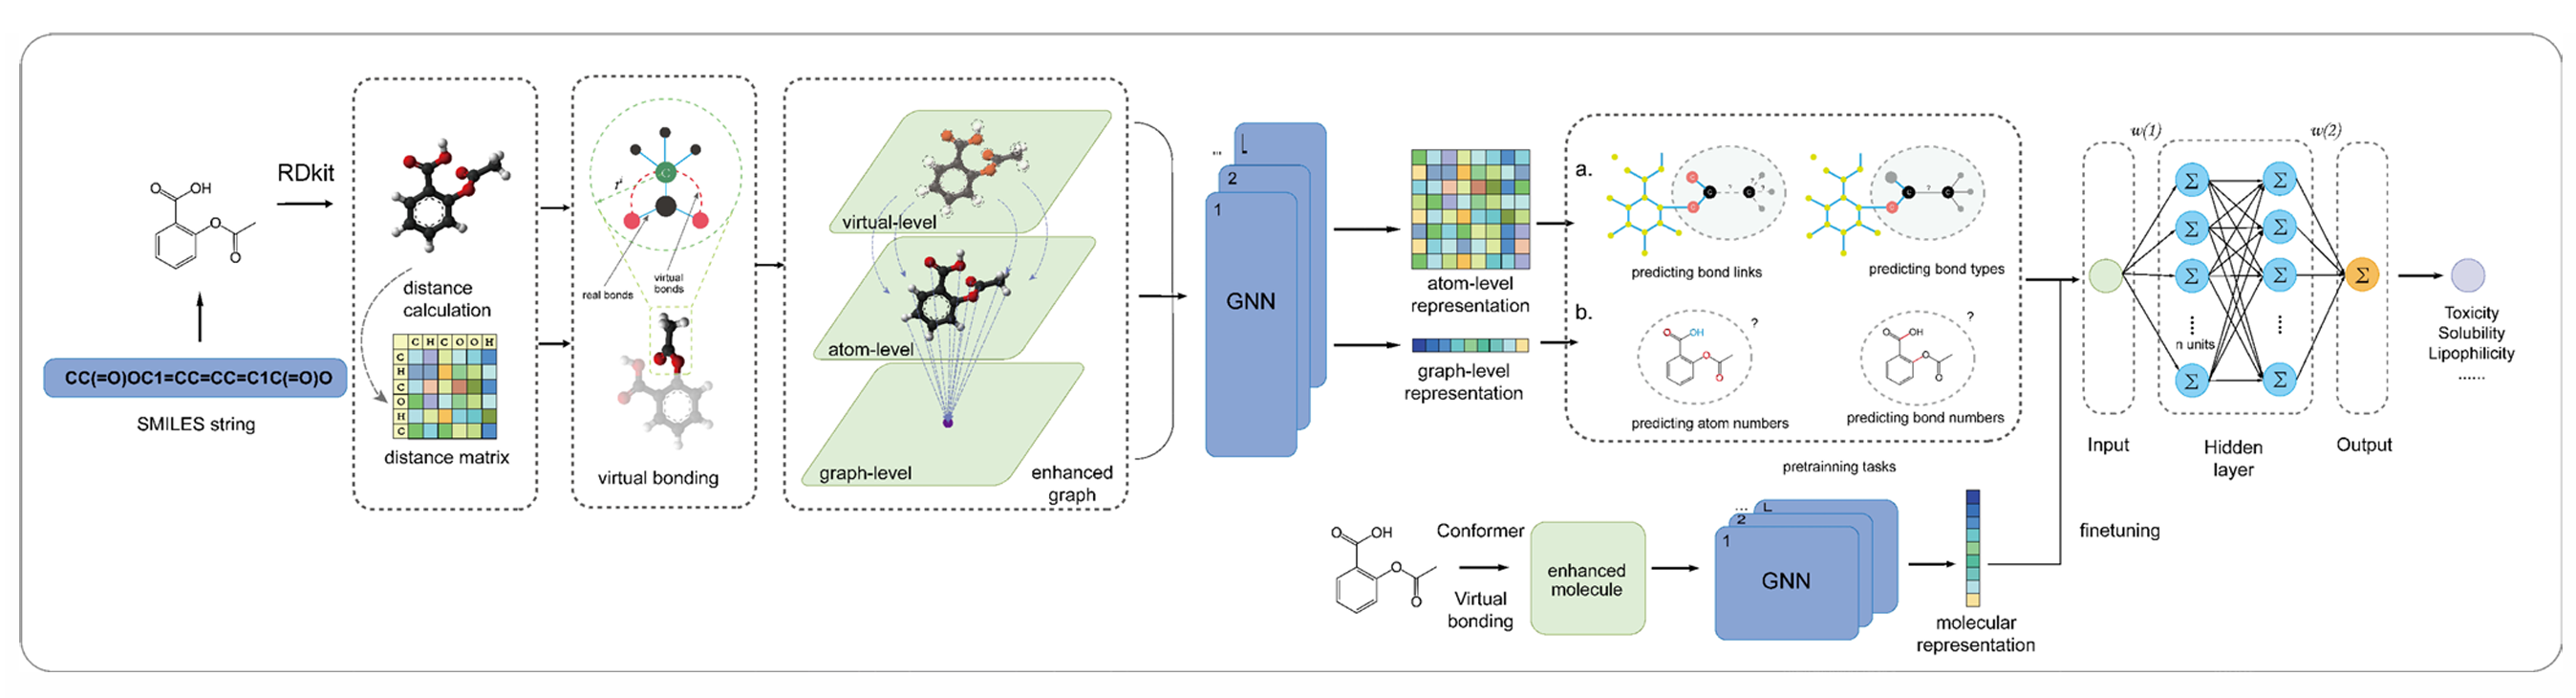 OH
O
O
O
RDkit
CC(=O)OC1=CC=CC=C1C(=O)O
SMILES string
distance
calculation
C H C O O H
C
H
C
O
H
C
distance matrix
C
r
real bonds
virtual
bonds
virtual bonding
virtual-level
atom-level
graph-level
enhanced
graph
... L
2
1
GNN
atom-level
representation
graph-level
representation
a.
C ? C ?
predicting bond links
C ? C
predicting bond types
b.
?
O OH
O
O
predicting atom numbers
?
O OH
O
O
predicting bond numbers
pretrainning tasks
O OH
O
O
Conformer
Virtual
bonding
enhanced
molecule
... L
2
1
GNN
molecular
representation
finetuning
w(1)
w(2)
Σ Σ
Σ Σ
Σ Σ
Σ
n units
Σ Σ
Input
Hidden
layer
Output
Toxicity
Solubility
Lipophilicity
......